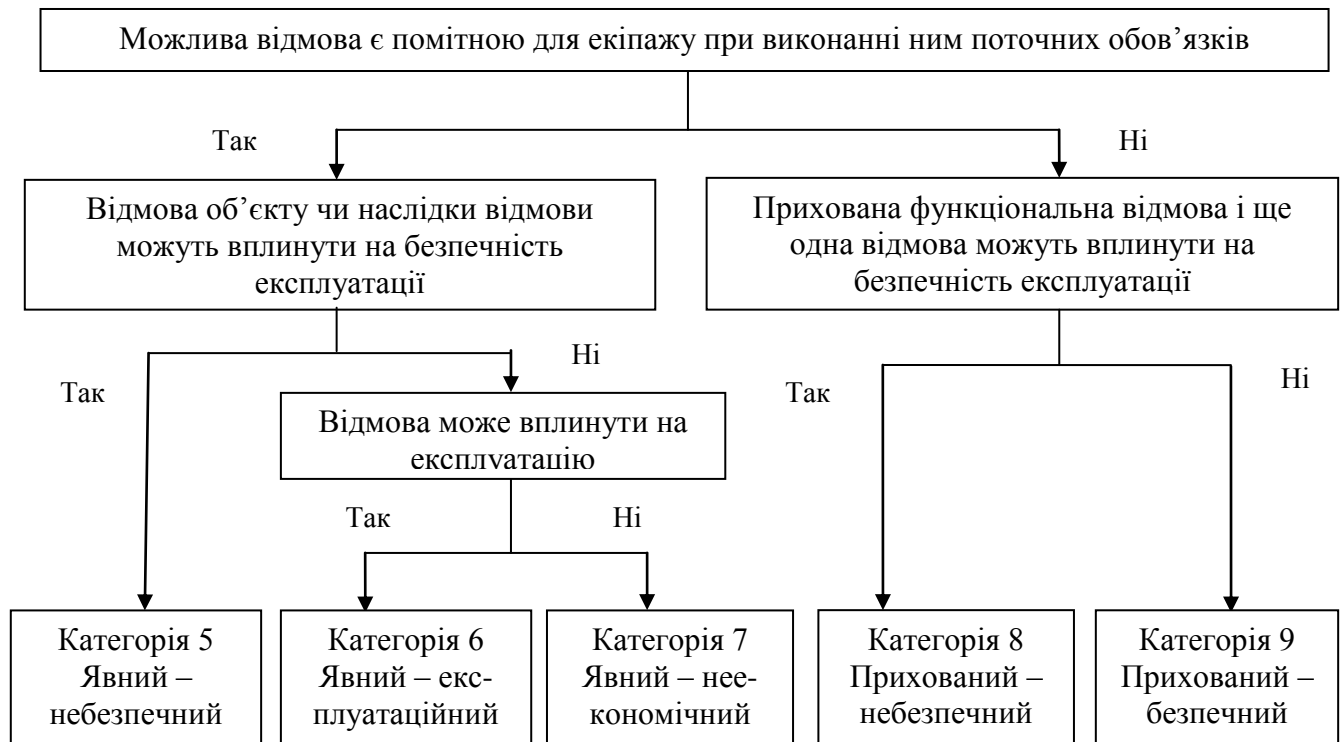 Можлива відмова є помітною для екіпажу при виконанні ним поточних обов’язків
Так
Ні
Відмова об’єкту чи наслідки відмови
можуть вплинути на безпечність
експлуатації
Прихована функціональна відмова і ще
одна відмова можуть вплинути на
безпечність експлуатації
Так
Ні
Відмова може вплинути на
експлуатацію
Так
Ні
Так
Ні
Категорія 5
Явний –
небезпечний
Категорія 6
Явний – екс-
плуатаційний
Категорія 7
Явний – нее-
кономічний
Категорія 8
Прихований –
небезпечний
Категорія 9
Прихований –
безпечний